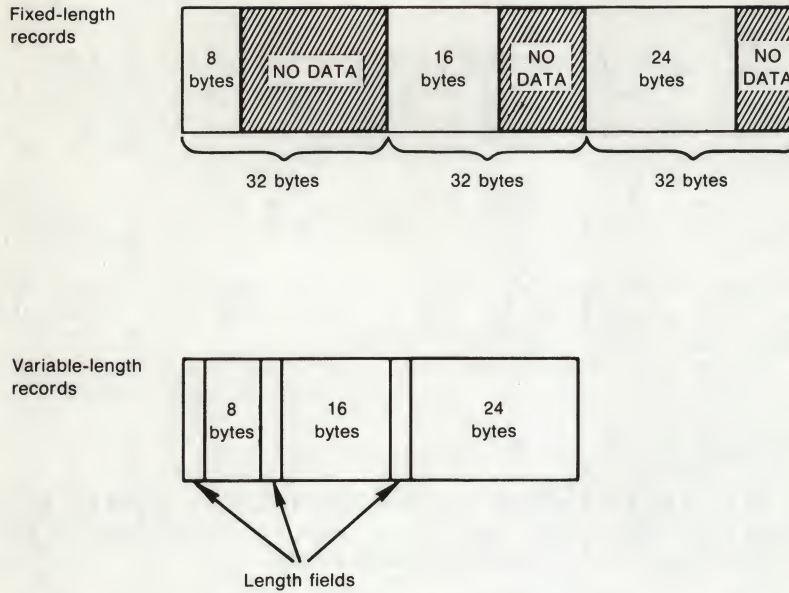 Fixed-length
records
8
bytes
NO DATA
16
bytes
NO
DATA
24
bytes
NO
DATA
32 bytes
32 bytes
32 bytes
Variable-length
records
8
bytes
16
bytes
24
bytes
Length fields